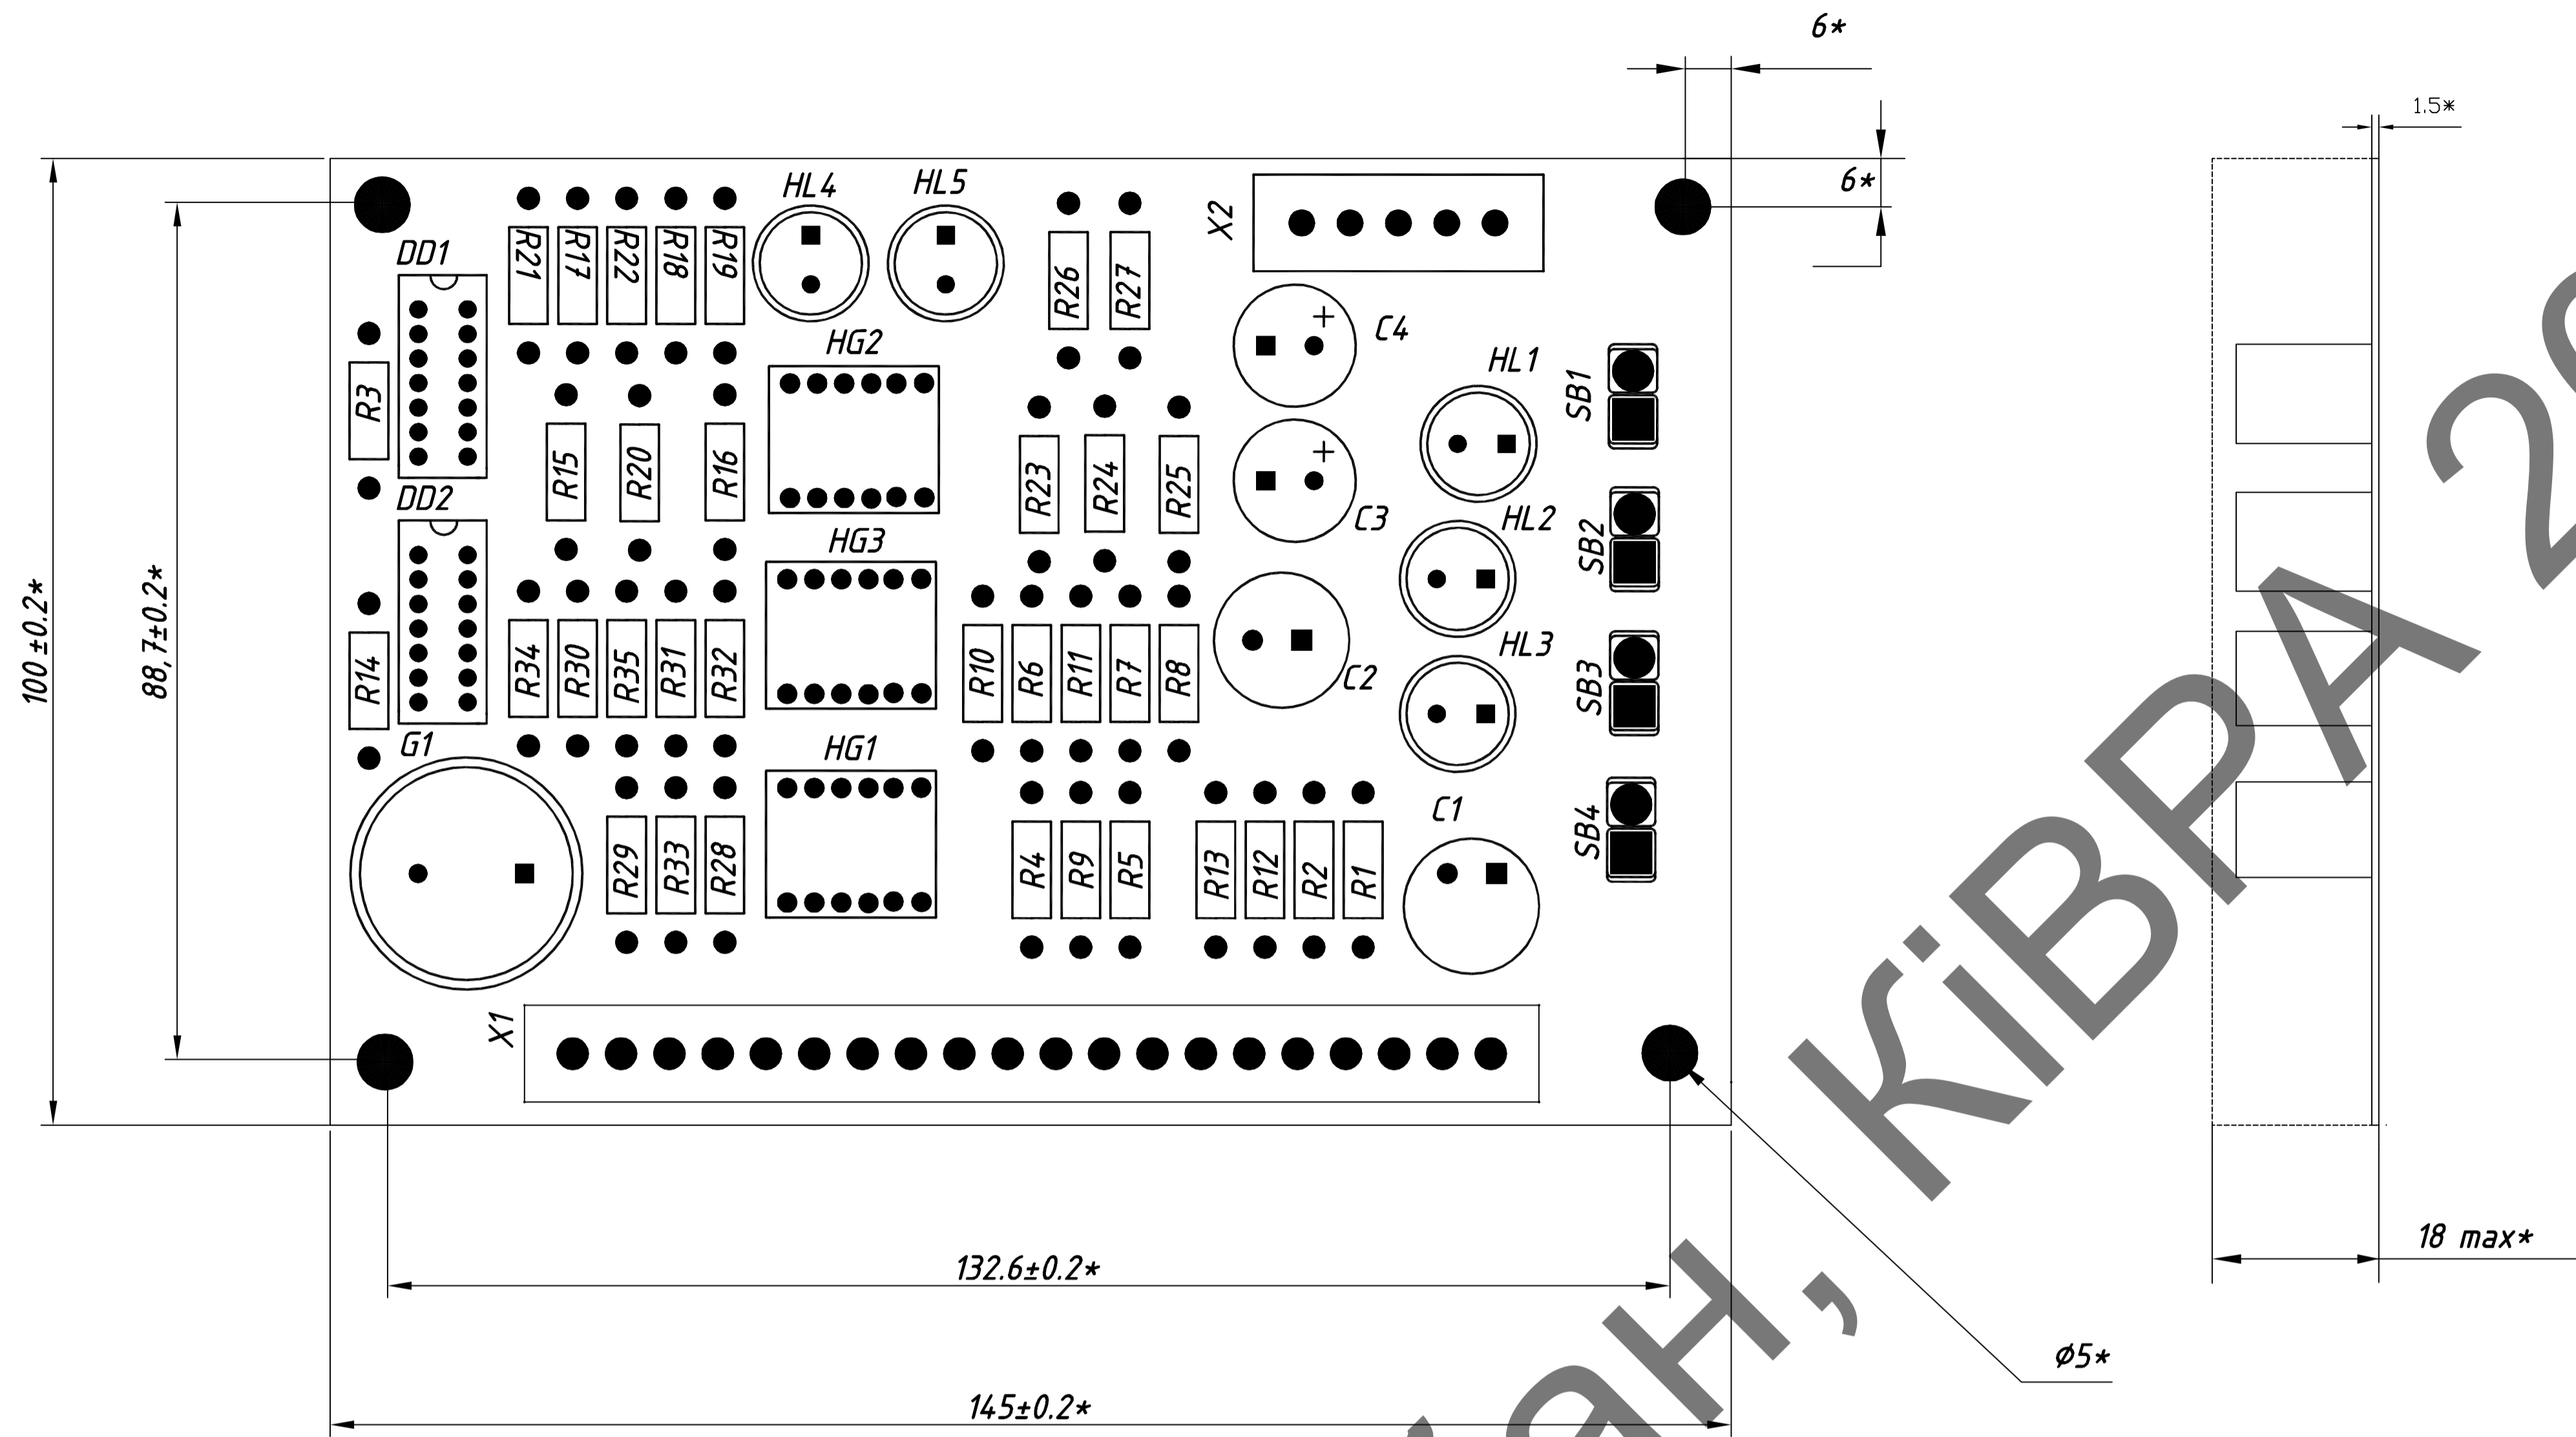 6*
1.5*
6*
HL4
HL5
X2
DD1
R21
R17
R22
R18
R19
R26
R27
C4
HG2
HL1
SB1
R3
R15
R20
R16
R23
R24
R25
C3
DD2
HL2
SB2
HG3
100±0.2*
88,7±0.2*
R14
R34
R30
R35
R31
R32
R10
R6
R11
R7
R8
C2
HL3
SB3
G1
HG1
R29
R33
R28
R4
R9
R5
R13
R12
R2
R1
C1
SB4
X1
18 max*
132.6±0.2*
Ø5*
145±0.2*
КіВРА